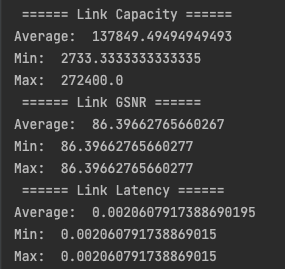 ====== Link Capacity ======
Average:  137849.49494949493
Min:  2733.3333333333335
Max:  272400.0
====== Link GSNR ======
Average:  86.39662765660267
Min:  86.39662765660277
Max:  86.39662765660277
====== Link Latency ======
Average:  0.0020607917388690195
Min:  0.002060791738869015
Max:  0.002060791738869015